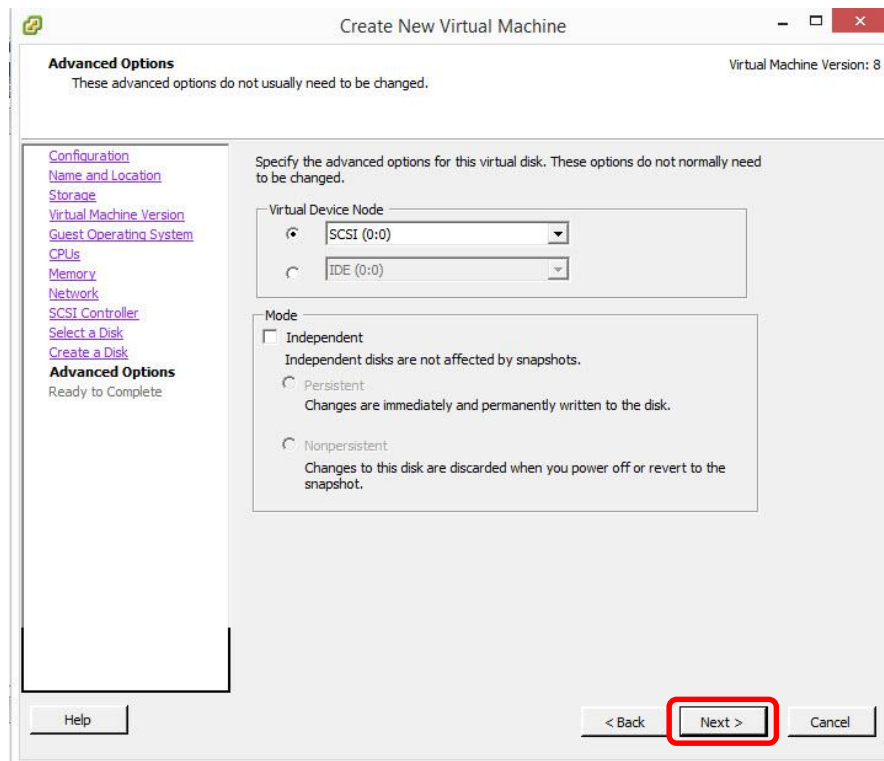 Create New Virtual Machine
Advanced Options
These advanced options do not usually need to be changed.
Virtual Machine Version: 8
Configuration
Name and Location
Storage
Virtual Machine Version
Guest Operating System
CPUs
Memory
Network
SCSI Controller
Select a Disk
Create a Disk
Advanced Options
Ready to Complete
Specify the advanced options for this virtual disk. These options do not normally need
to be changed.
Virtual Device Node
SCSI (0:0)
IDE (0:0)
Mode
Independent
Independent disks are not affected by snapshots.
Persistent
Changes are immediately and permanently written to the disk.
Nonpersistent
Changes to this disk are discarded when you power off or revert to the
snapshot.
Help
< Back
Next >
Cancel